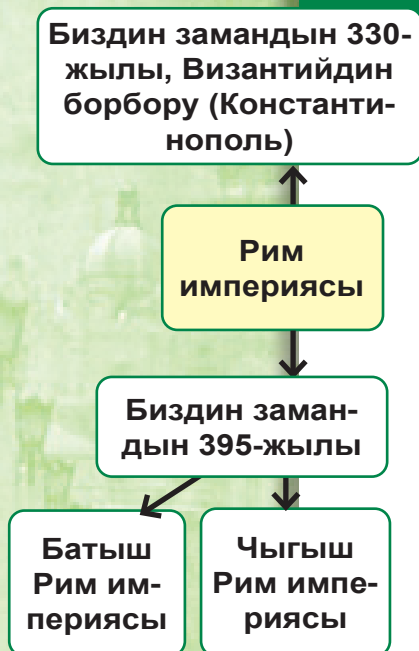 Биздин замандын 330-
жылы, Византийдин
борбору (Константи-
нополь)
Рим
империясы
Биздин заман-
дын 395-жылы
Батыш
Рим им-
периясы
Чыгыш
Рим импе-
риясы